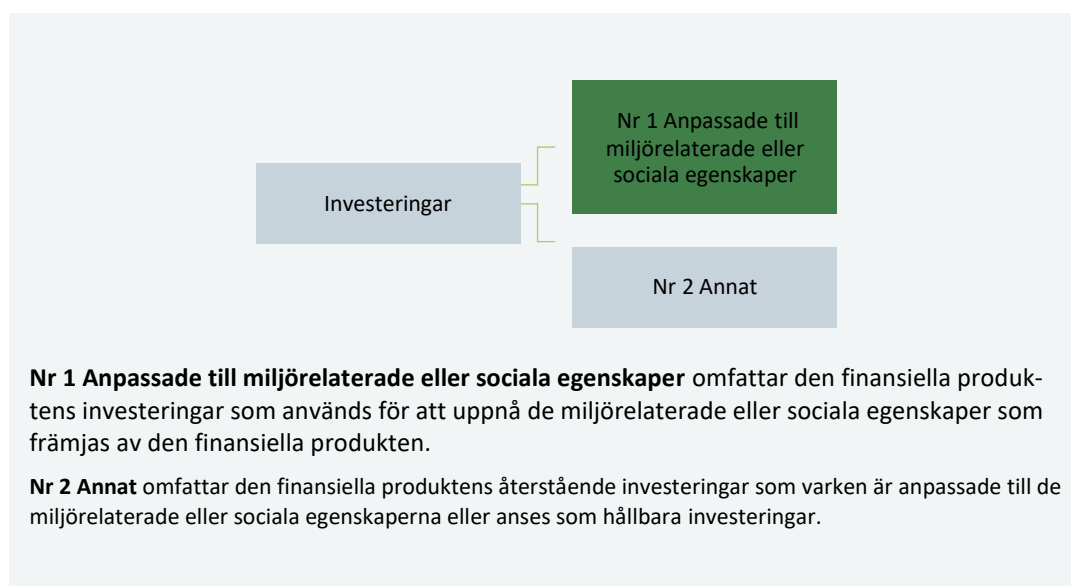 Nr 1 Anpassade till
miljörelaterade eller
sociala egenskaper
Investeringar
Nr 2 Annat
Nr 1 Anpassade till miljörelaterade eller sociala egenskaper omfattar den finansiella produk-
tens investeringar som används för att uppnå de miljörelaterade eller sociala egenskaper som
främjas av den finansiella produkten.
Nr 2 Annat omfattar den finansiella produktens återstående investeringar som varken är anpassade till de
miljörelaterade eller sociala egenskaperna eller anses som hållbara investeringar.